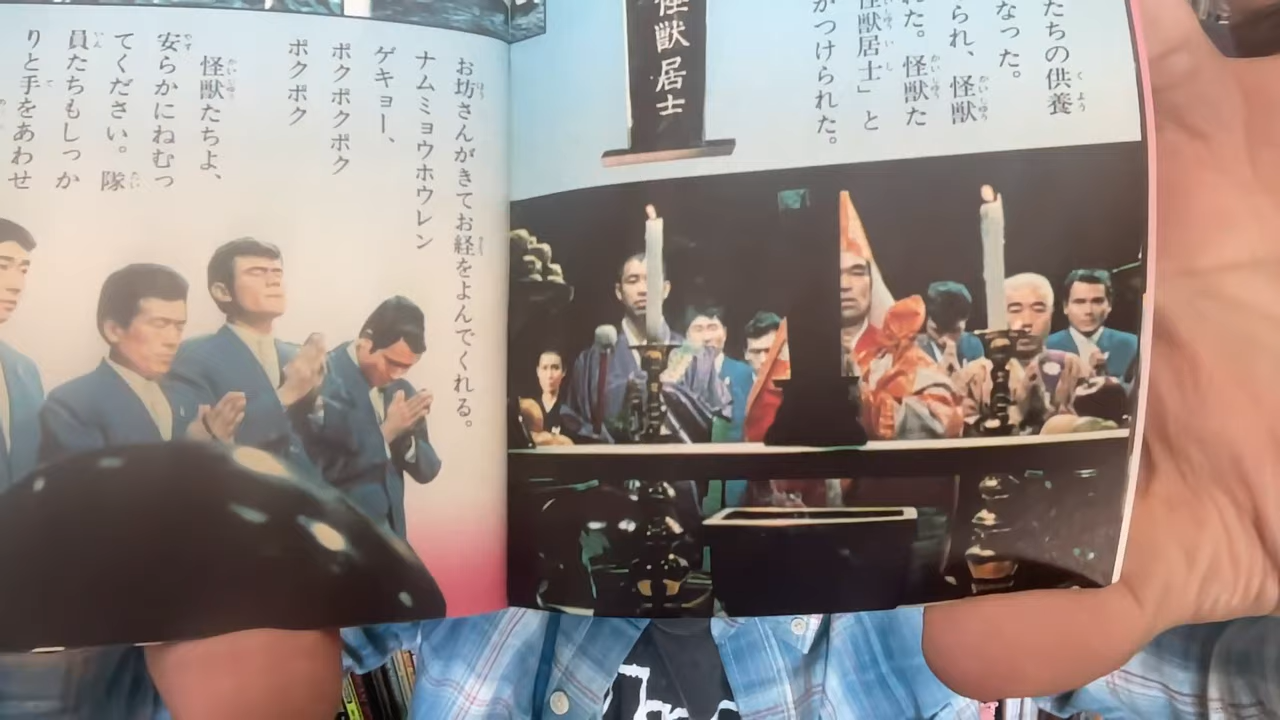 たちの供養
なった。
られ、怪獣
れた。怪獣た
怪獣居士」と
がつけられた。
怪獣居士
お坊さんがきてお経をよんでくれる。
ナムミョウホウレン
ゲキョー、
ポクポクポク
ポクポク
怪獣たちよ、
安らかにねむっ
てください。隊
員たちもしっか
りと手をあわせ